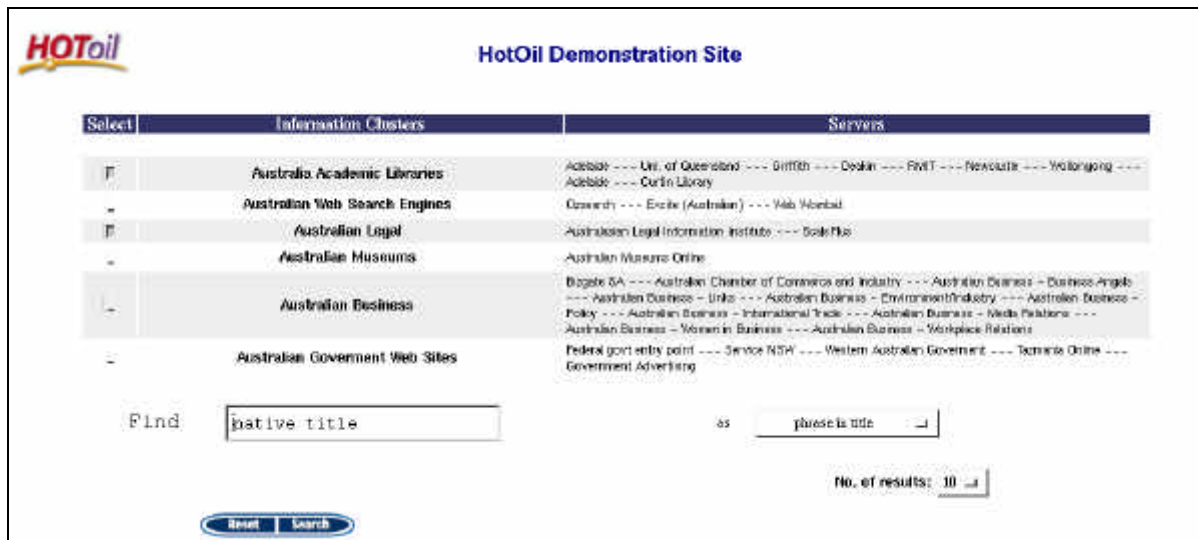 HOToil
HotOil Demonstration Site
Select Information Clusters Servers
Australia Academic Libraries
Adelaide --- Uni. of Queensland --- Griffith --- Deakin --- RMIT --- Newcastle --- Wollongong ---
Adelaide --- Curtin Library
Australian Web Search Engines
Ozsearch --- Excite (Australian) --- Web Wombat
Australian Legal
Australasian Legal Information Institute --- Scale Plus
Australian Museums
Australian Museums Online
Australian Business
Bizgate SA --- Australian Chamber of Commerce and Industry --- Australian Business - Business Angels
--- Australian Business - Links --- Australian Business - Environment/Industry --- Australian Business -
Policy --- Australian Business - International Trade --- Australian Business - Media Relations ---
Australian Business - Women in Business --- Australian Business - Workplace Relations
Australian Goverment Web Sites
Federal govt entry point --- Service NSW --- Western Australian Goverment --- Tasmania Online ---
Government Advertising
Find native title as phrase in title
No. of results: 10
Reset Search